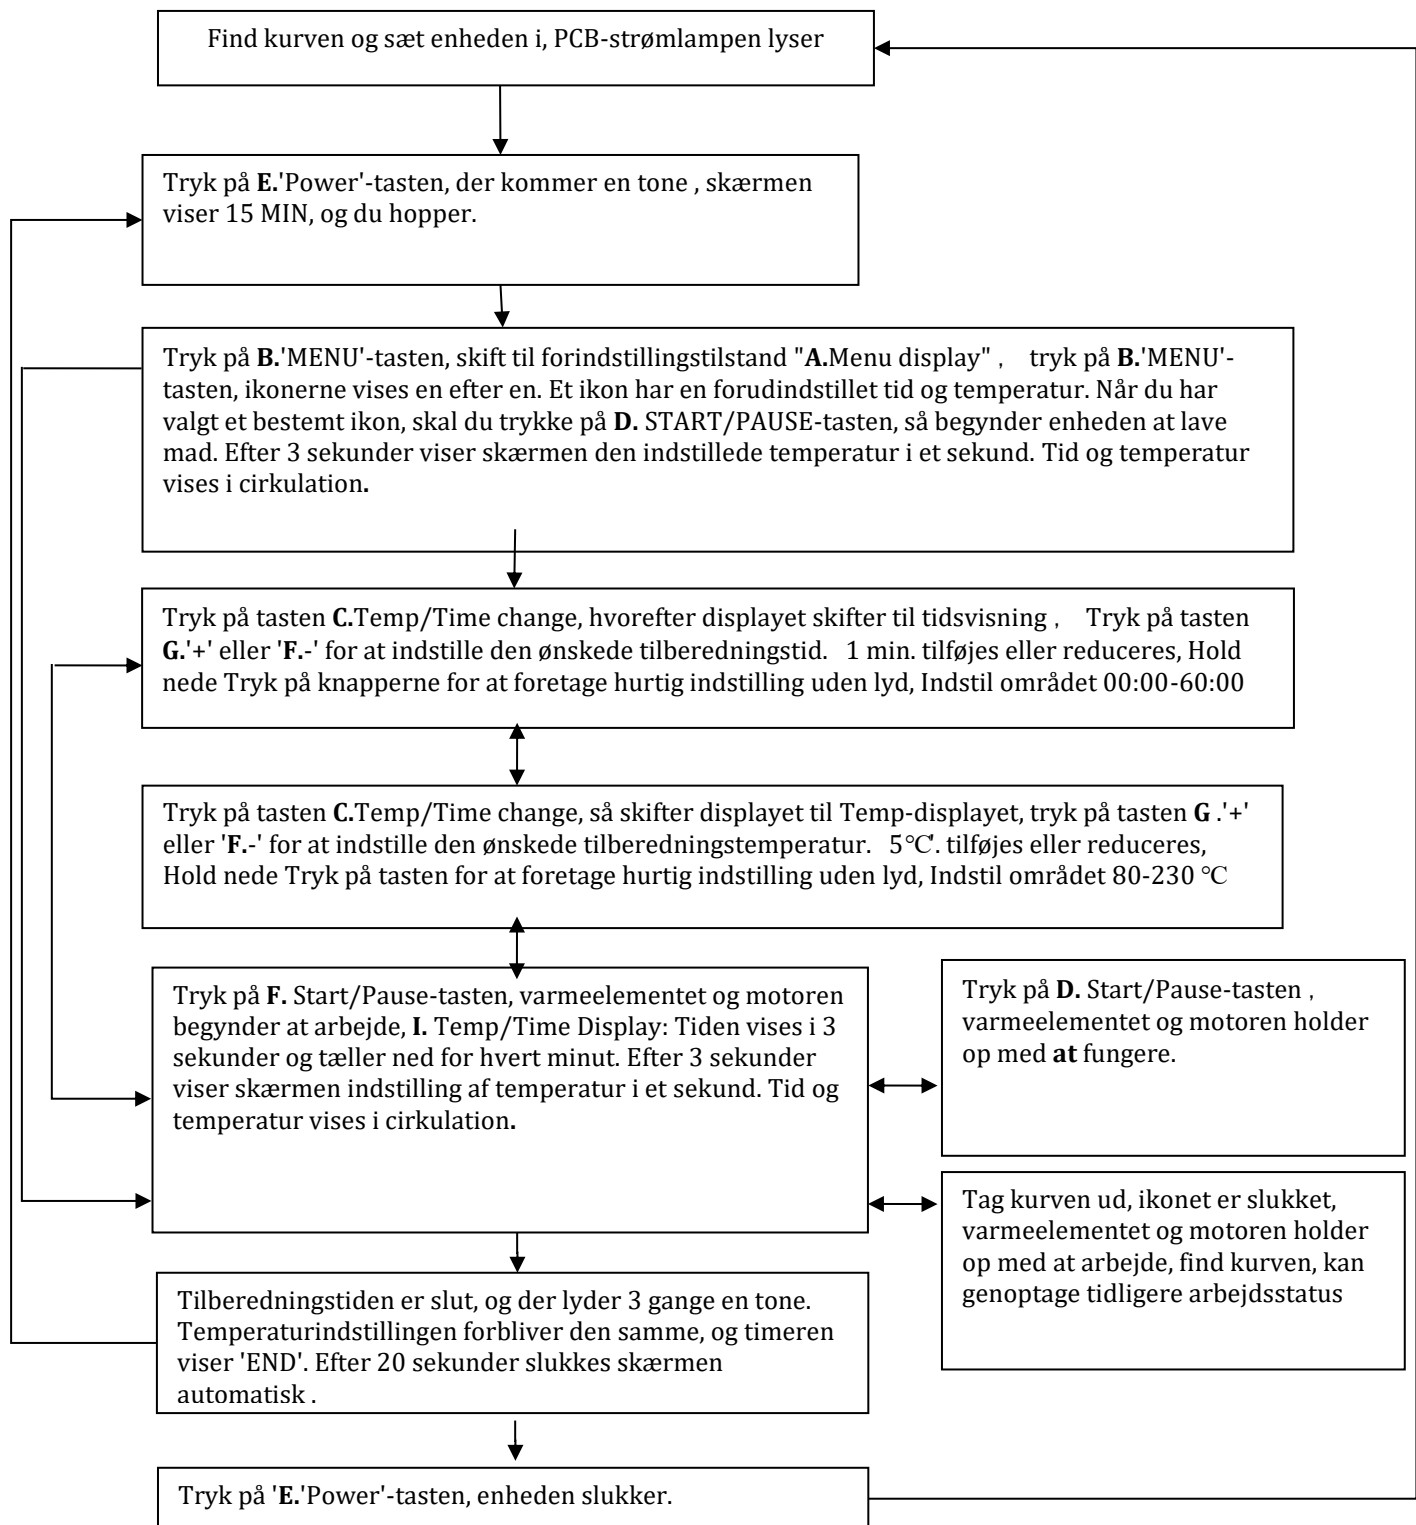 Find kurven og sæt enheden i, PCB-strømlampen lyser
Tryk på E.'Power'-tasten, der kommer en tone , skærmen
viser 15 MIN, og du hopper.
Tryk på B.'MENU'-tasten, skift til forindstillingstilstand "A.Menu display" ,   tryk på B.'MENU'-
tasten, ikonerne vises en efter en. Et ikon har en forudindstillet tid og temperatur. Når du har
valgt et bestemt ikon, skal du trykke på D. START/PAUSE-tasten, så begynder enheden at lave
mad. Efter 3 sekunder viser skærmen den indstillede temperatur i et sekund. Tid og temperatur
vises i cirkulation.
Tryk på tasten C.Temp/Time change, hvorefter displayet skifter til tidsvisning ,   Tryk på tasten
G.'+' eller 'F.-' for at indstille den ønskede tilberedningstid.   1 min. tilføjes eller reduceres, Hold
nede Tryk på knapperne for at foretage hurtig indstilling uden lyd, Indstil området 00:00-60:00
Tryk på tasten C.Temp/Time change, så skifter displayet til Temp-displayet, tryk på tasten G .'+'
eller 'F.-' for at indstille den ønskede tilberedningstemperatur.   5℃'. tilføjes eller reduceres,
Hold nede Tryk på tasten for at foretage hurtig indstilling uden lyd, Indstil området 80-230 ℃
Tryk på F. Start/Pause-tasten, varmeelementet og motoren
begynder at arbejde, I. Temp/Time Display: Tiden vises i 3
sekunder og tæller ned for hvert minut. Efter 3 sekunder
viser skærmen indstilling af temperatur i et sekund. Tid og
temperatur vises i cirkulation.
Tryk på D. Start/Pause-tasten ,
varmeelementet og motoren holder
op med at fungere.
Tag kurven ud, ikonet er slukket,
varmeelementet og motoren holder
op med at arbejde, find kurven, kan
genoptage tidligere arbejdsstatus
Tilberedningstiden er slut, og der lyder 3 gange en tone.
Temperaturindstillingen forbliver den samme, og timeren
viser 'END'. Efter 20 sekunder slukkes skærmen
automatisk .
Tryk på 'E.'Power'-tasten, enheden slukker.